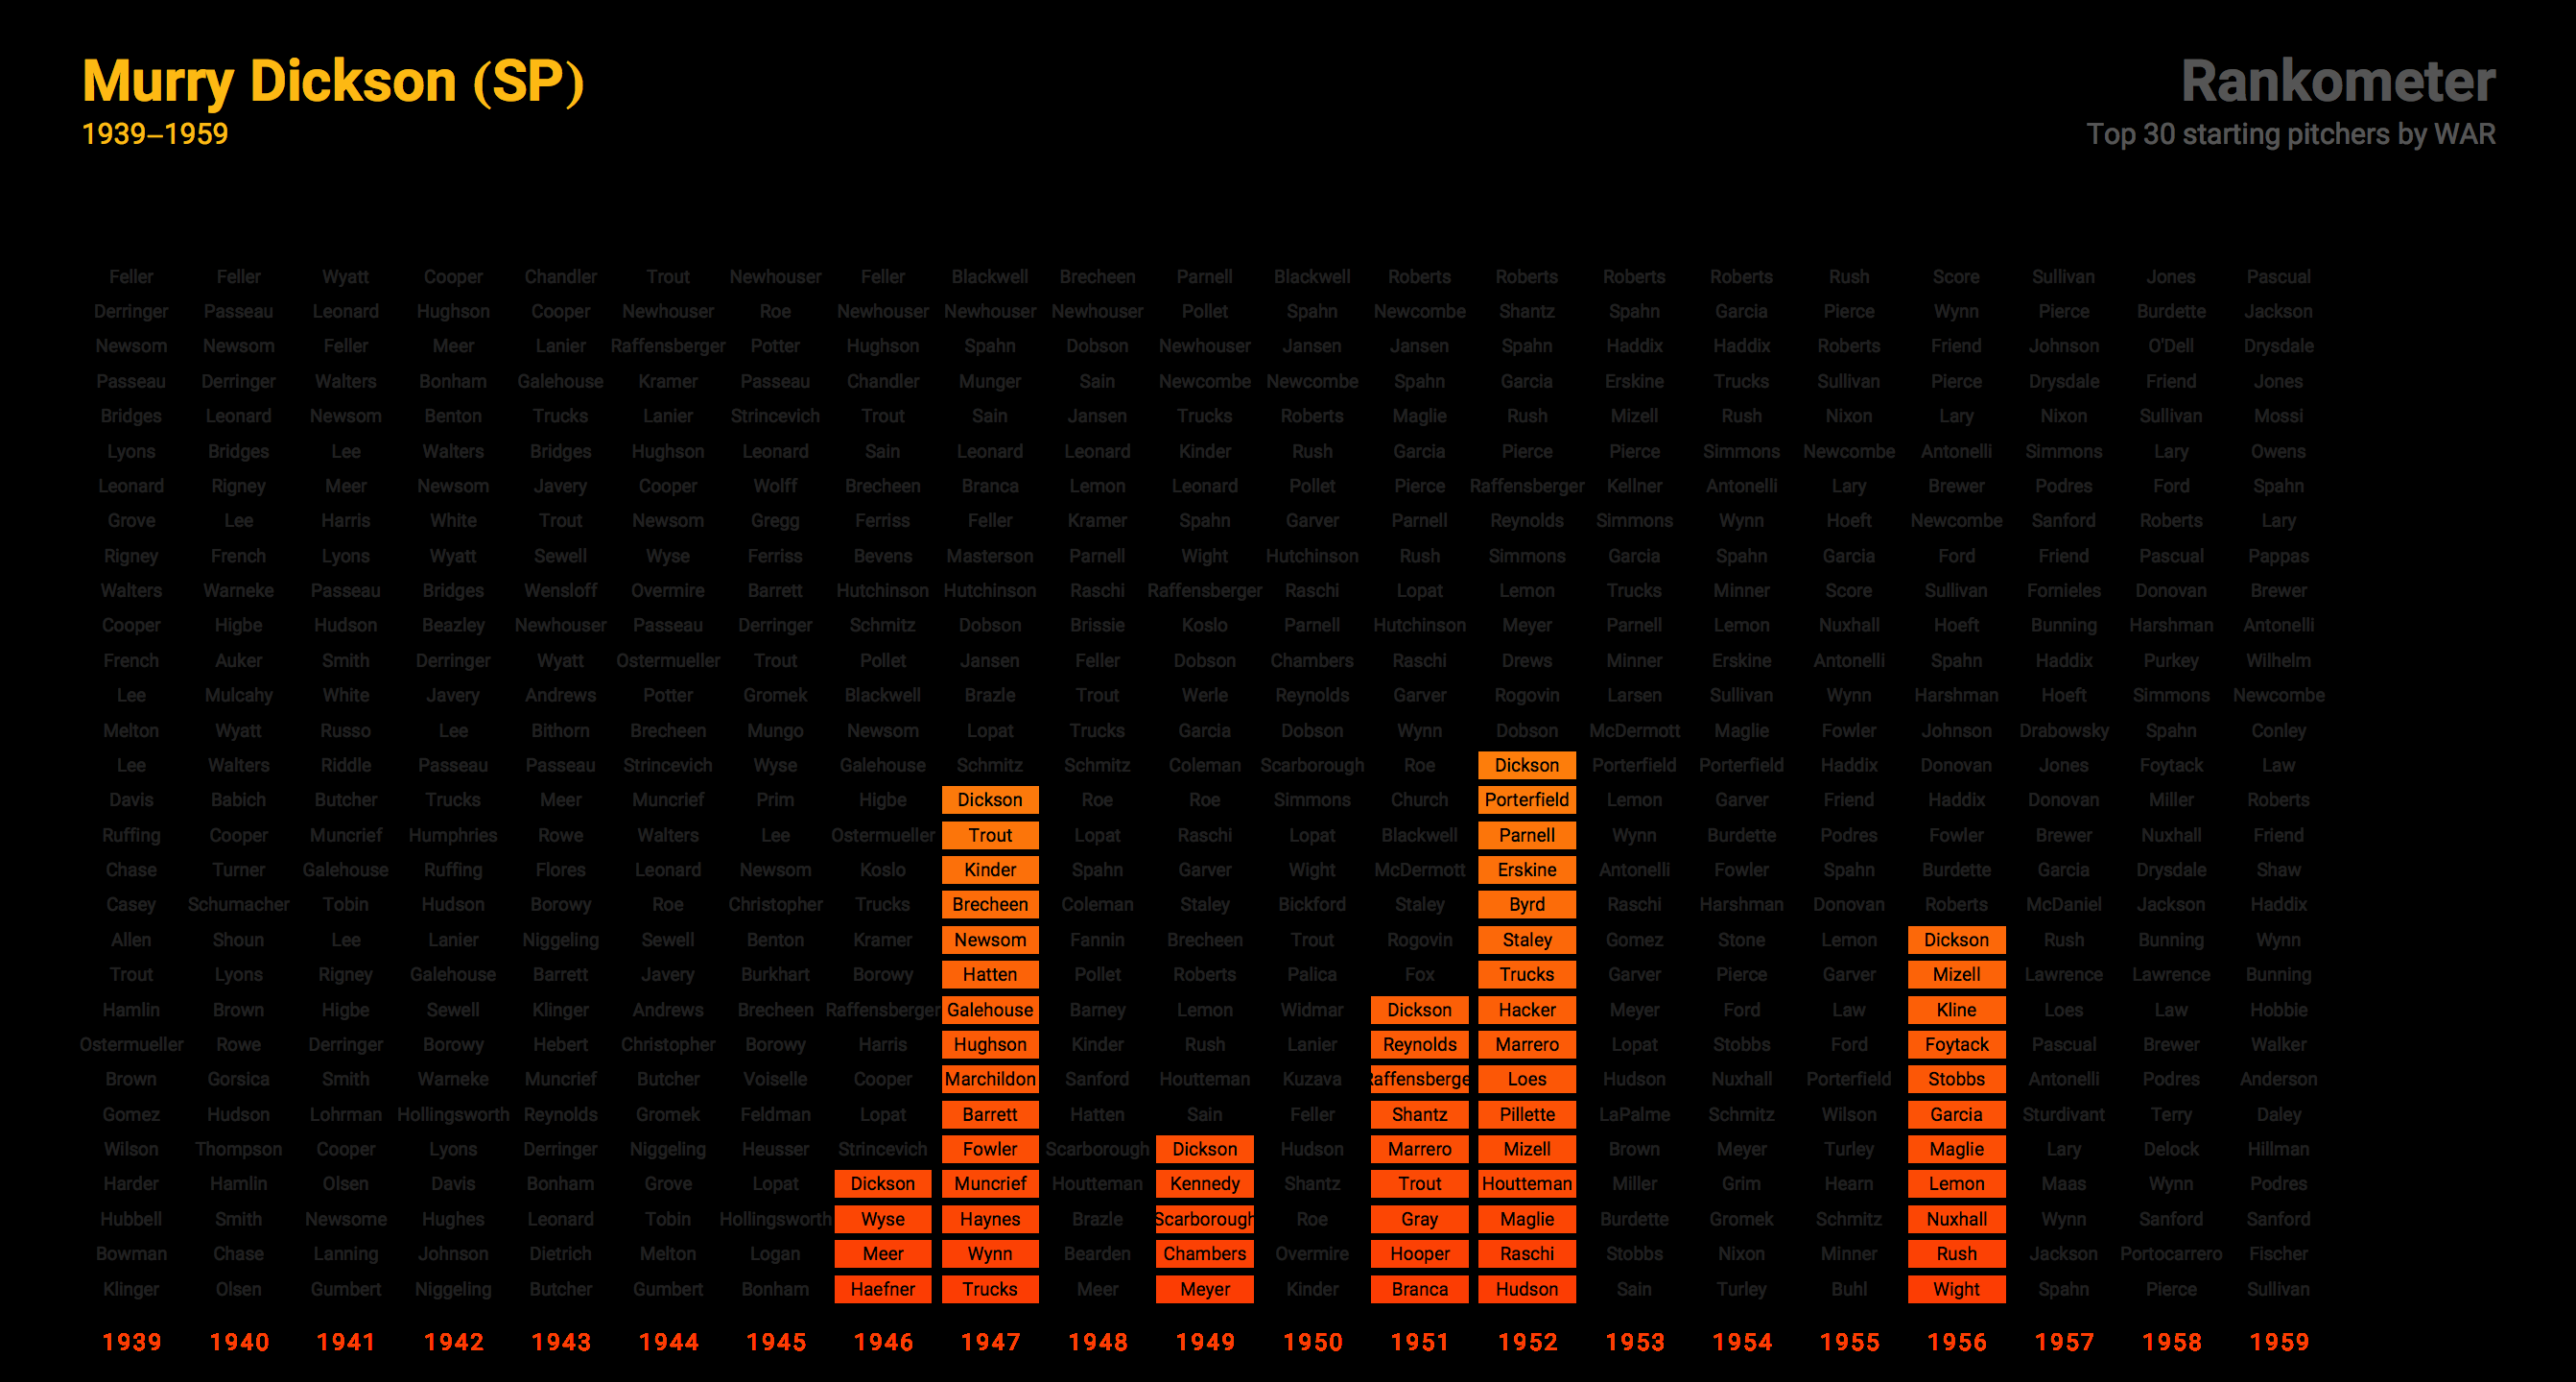 Murry Dickson (SP)
1939–1959
Rankometer
Top 30 starting pitchers by WAR
Feller Feller Wyatt Cooper Chandler Trout Newhouser Feller Blackwell Brecheen Parnell Blackwell Roberts Roberts Roberts Roberts Rush Score Sullivan Jones Pascual
Derringer Passeau Leonard Hughson Cooper Newhouser Roe Newhouser Newhouser Newhouser Pollet Spahn Newcombe Shantz Spahn Garcia Pierce Wynn Pierce Burdette Jackson
Newsom Newsom Feller Meer Lanier Raffensberger Potter Hughson Spahn Dobson Newhouser Jansen Jansen Spahn Haddix Haddix Roberts Friend Johnson O'Dell Drysdale
Passeau Derringer Walters Bonham Galehouse Kramer Passeau Chandler Munger Sain Newcombe Newcombe Spahn Garcia Erskine Trucks Sullivan Pierce Drysdale Friend Jones
Bridges Leonard Newsom Benton Trucks Lanier Strincevich Trout Sain Jansen Trucks Roberts Maglie Rush Mizell Rush Nixon Lary Nixon Sullivan Mossi
Lyons Bridges Lee Walters Bridges Hughson Leonard Sain Leonard Leonard Kinder Rush Garcia Pierce Pierce Simmons Newcombe Antonelli Simmons Lary Owens
Leonard Rigney Meer Newsom Javery Cooper Wolff Brecheen Branca Lemon Leonard Pollet Pierce Raffensberger Kellner Antonelli Lary Brewer Podres Ford Spahn
Grove Lee Harris White Trout Newsom Gregg Ferriss Feller Kramer Spahn Garver Parnell Reynolds Simmons Wynn Hoeft Newcombe Sanford Roberts Lary
Rigney French Lyons Wyatt Sewell Wyse Ferriss Bevens Masterson Parnell Wight Hutchinson Rush Simmons Garcia Spahn Garcia Ford Friend Pascual Pappas
Walters Warneke Passeau Bridges Wensloff Overmire Barrett Hutchinson Hutchinson Raschi Raffensberger Raschi Lopat Lemon Trucks Minner Score Sullivan Fornieles Donovan Brewer
Cooper Higbe Hudson Beazley Newhouser Passeau Derringer Schmitz Dobson Brissie Koslo Parnell Hutchinson Meyer Parnell Lemon Nuxhall Hoeft Bunning Harshman Antonelli
French Auker Smith Derringer Wyatt Ostermueller Trout Pollet Jansen Feller Dobson Chambers Raschi Drews Minner Erskine Antonelli Spahn Haddix Purkey Wilhelm
Lee Mulcahy White Javery Andrews Potter Gromek Blackwell Brazle Trout Werle Reynolds Garver Rogovin Larsen Sullivan Wynn Harshman Hoeft Simmons Newcombe
Melton Wyatt Russo Lee Bithorn Brecheen Mungo Newsom Lopat Trucks Garcia Dobson Wynn Dobson McDermott Maglie Fowler Johnson Drabowsky Spahn Conley
Lee Walters Riddle Passeau Passeau Strincevich Wyse Galehouse Schmitz Schmitz Coleman Scarborough Roe Dickson Porterfield Porterfield Haddix Donovan Jones Foytack Law
Davis Babich Butcher Trucks Meer Muncrief Prim Higbe Dickson Roe Roe Simmons Church Porterfield Lemon Garver Friend Haddix Donovan Miller Roberts
Ruffing Cooper Muncrief Humphries Rowe Walters Lee Ostermueller Trout Lopat Raschi Lopat Blackwell Parnell Wynn Burdette Podres Fowler Brewer Nuxhall Friend
Chase Turner Galehouse Ruffing Flores Leonard Newsom Koslo Kinder Spahn Garver Wight McDermott Erskine Antonelli Fowler Spahn Burdette Garcia Drysdale Shaw
Casey Schumacher Tobin Hudson Borowy Roe Christopher Trucks Brecheen Coleman Staley Bickford Staley Byrd Raschi Harshman Donovan Roberts McDaniel Jackson Haddix
Allen Shoun Lee Lanier Niggeling Sewell Benton Kramer Newsom Fannin Brecheen Trout Rogovin Staley Gomez Stone Lemon Dickson Rush Bunning Wynn
Trout Lyons Rigney Galehouse Barrett Javery Burkhart Borowy Hatten Pollet Roberts Palica Fox Trucks Garver Pierce Garver Mizell Lawrence Lawrence Bunning
Hamlin Brown Higbe Sewell Klinger Andrews Brecheen Raffensberger Galehouse Barney Lemon Widmar Dickson Hacker Meyer Ford Law Kline Loes Law Hobbie
Ostermueller Rowe Derringer Borowy Hebert Christopher Borowy Harris Hughson Kinder Rush Lanier Reynolds Marrero Lopat Stobbs Ford Foytack Pascual Brewer Walker
Brown Gorsica Smith Warneke Muncrief Butcher Voiselle Cooper Marchildon Sanford Houtteman Kuzava affensberge Loes Hudson Nuxhall Porterfield Stobbs Antonelli Podres Anderson
Gomez Hudson Lohrman Hollingsworth Reynolds Gromek Feldman Lopat Barrett Hatten Sain Feller Shantz Pillette LaPalme Schmitz Wilson Garcia Sturdivant Terry Daley
Wilson Thompson Cooper Lyons Derringer Niggeling Heusser Strincevich Fowler Scarborough Dickson Hudson Marrero Mizell Brown Meyer Turley Maglie Lary Delock Hillman
Harder Hamlin Olsen Davis Bonham Grove Lopat Dickson Muncrief Houtteman Kennedy Shantz Trout Houtteman Miller Grim Hearn Lemon Maas Wynn Podres
Hubbell Smith Newsome Hughes Leonard Tobin Hollingsworth Wyse Haynes Brazle Scarborough Roe Gray Maglie Burdette Gromek Schmitz Nuxhall Wynn Sanford Sanford
Bowman Chase Lanning Johnson Dietrich Melton Logan Meer Wynn Bearden Chambers Overmire Hooper Raschi Stobbs Nixon Minner Rush Jackson Portocarrero Fischer
Klinger Olsen Gumbert Niggeling Butcher Gumbert Bonham Haefner Trucks Meer Meyer Kinder Branca Hudson Sain Turley Buhl Wight Spahn Pierce Sullivan
1939 1940 1941 1942 1943 1944 1945 1946 1947 1948 1949 1950 1951 1952 1953 1954 1955 1956 1957 1958 1959